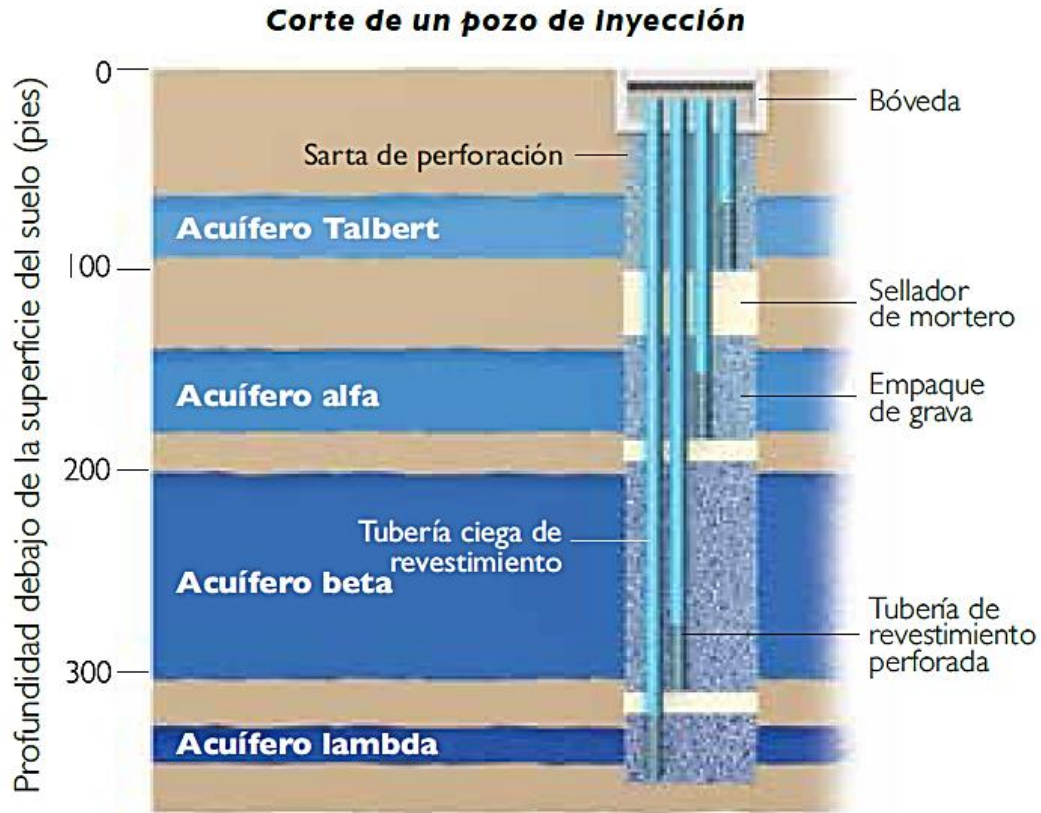 Corte de un pozo de inyección
Profundidad debajo de la superficie del suelo (pies)
0
100
200
300
Bóveda
Sarta de perforación
Acuífero Talbert
Sellador
de mortero
Acuífero alfa
Empaque
de grava
Tubería ciega de
revestimiento
Acuífero beta
Tubería de
revestimiento
perforada
Acuífero lambda